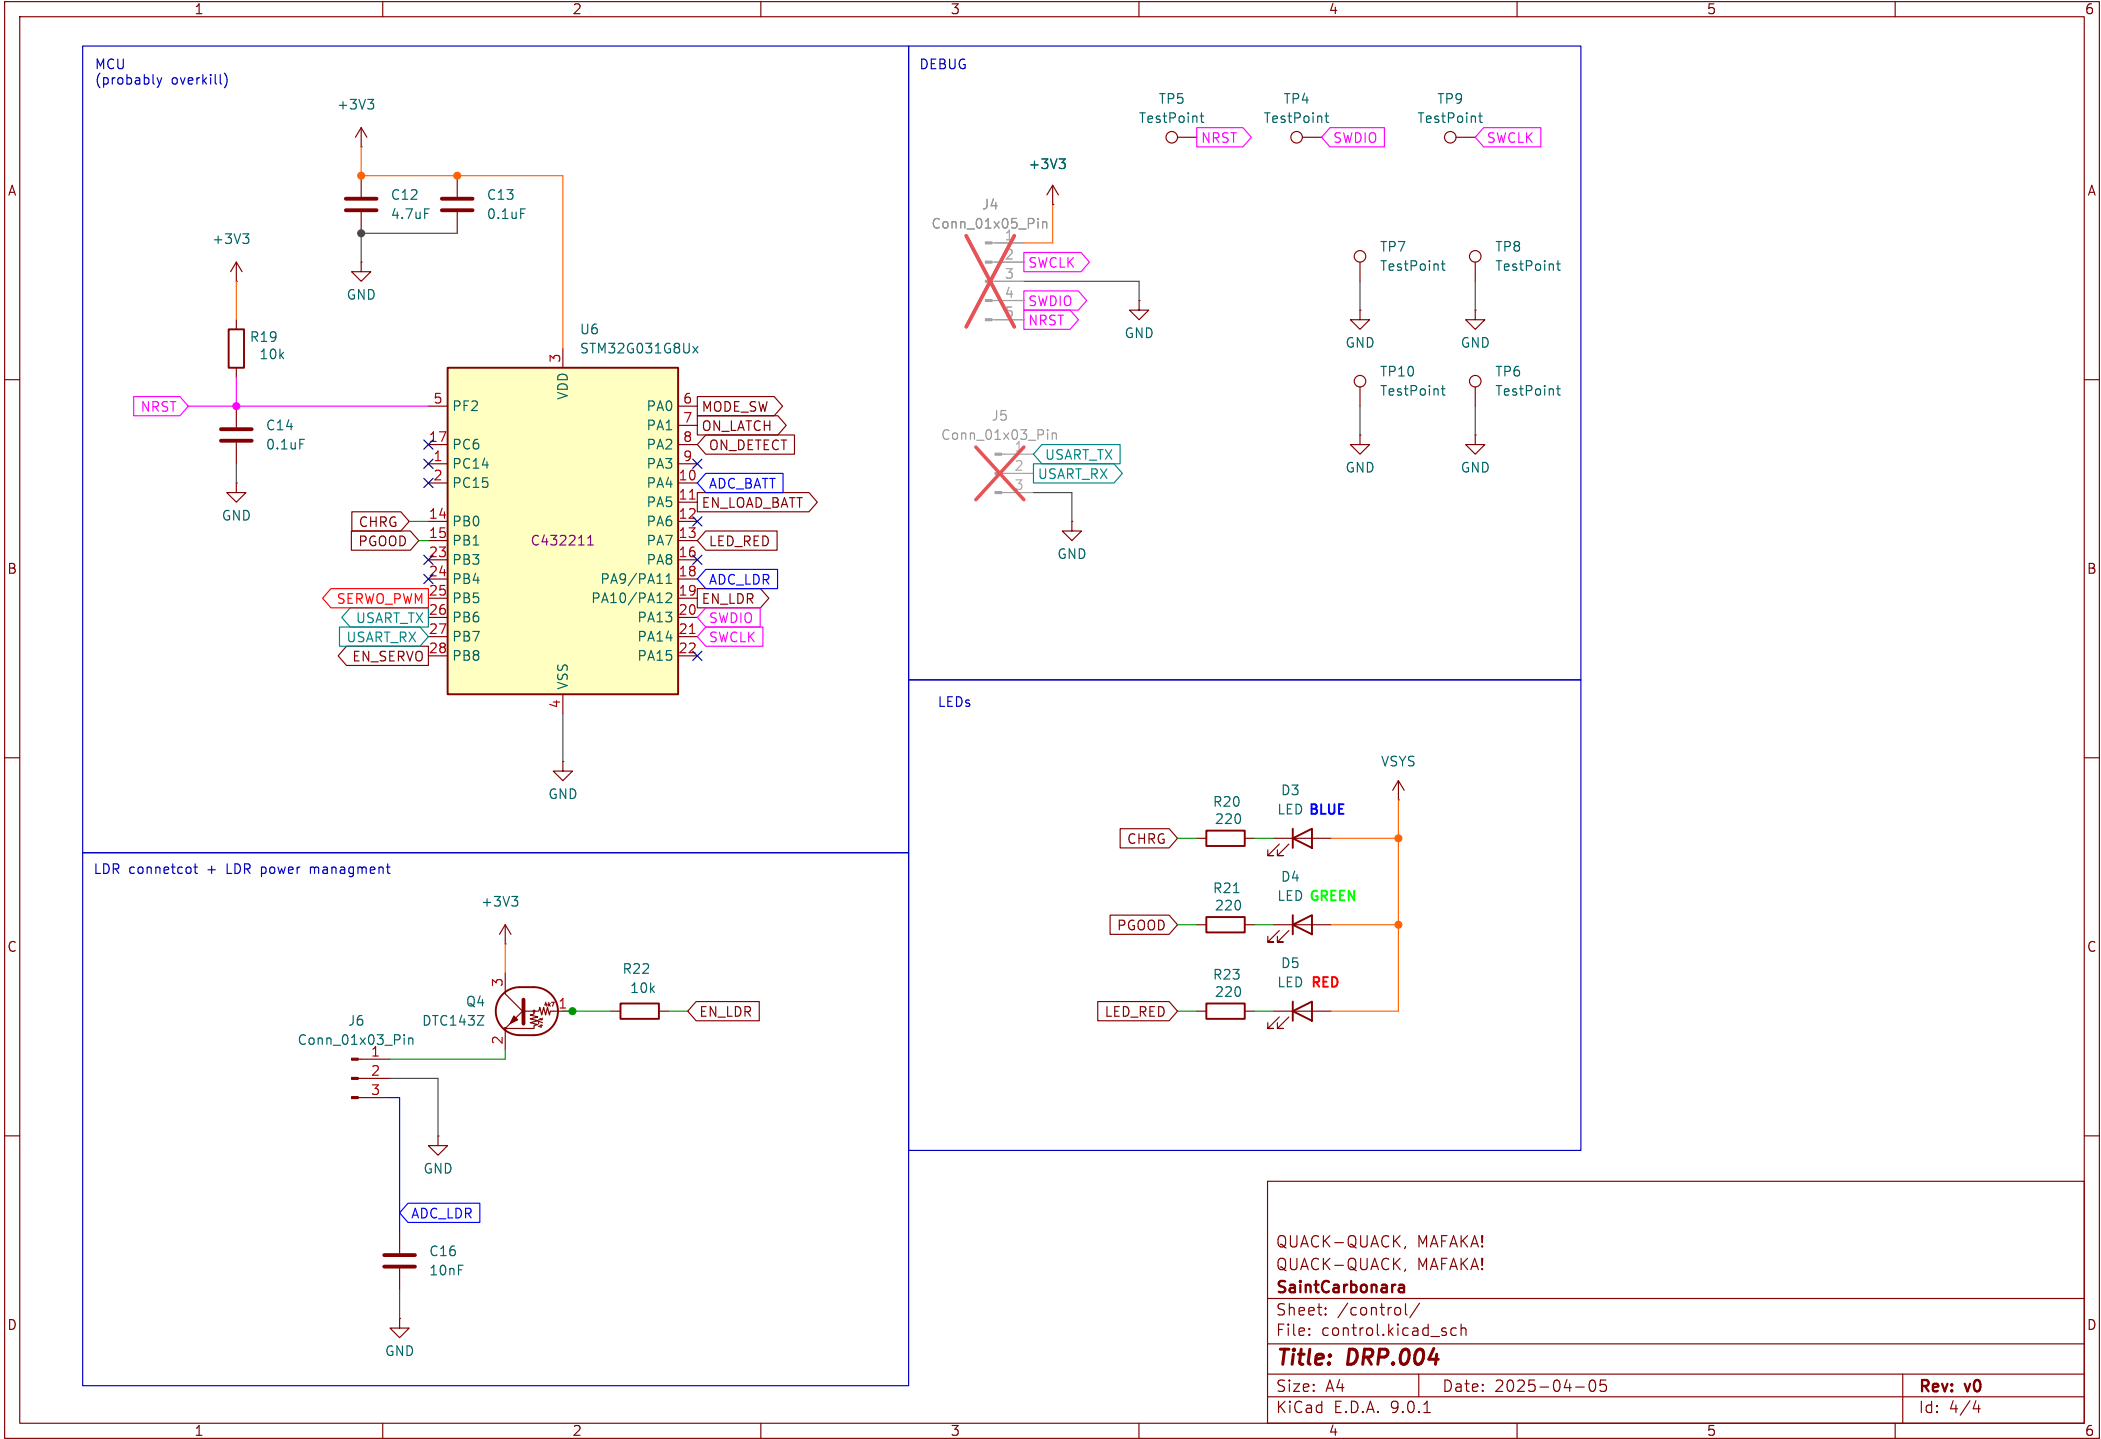 1 2 3 4 5 6
A
B
C
D
A
B
C
D
1 2 3 4 5 6
MCU
(probably overkill)
+3V3
C12
4.7uF
C13
0.1uF
GND
+3V3
R19
10k
NRST
C14
0.1uF
GND
U6
STM32G031G8Ux
3
VDD
C432211
5 PF2
17 PC6
1 PC14
2 PC15
CHRG 14 PB0
PGOOD 15 PB1
23 PB3
24 PB4
SERWO_PWM 25 PB5
USART_TX 26 PB6
USART_RX 27 PB7
EN_SERVO 28 PB8
PA0 6 MODE_SW
PA1 7 ON_LATCH
PA2 8 ON_DETECT
PA3 9
PA4 10 ADC_BATT
PA5 11 EN_LOAD_BATT
PA6 12
PA7 13 LED_RED
PA8 16
PA9/PA11 18 ADC_LDR
PA10/PA12 19 EN_LDR
PA13 20 SWDIO
PA14 21 SWCLK
PA15 22
VSS
4
GND
DEBUG
TP5
TestPoint
NRST
TP4
TestPoint
SWDIO
TP9
TestPoint
SWCLK
+3V3
J4
Conn_01x05_Pin
1
2 SWCLK
3
4 SWDIO
5 NRST
GND
TP7
TestPoint
GND
TP8
TestPoint
GND
TP10
TestPoint
GND
TP6
TestPoint
GND
J5
Conn_01x03_Pin
1 USART_TX
2 USART_RX
3
GND
LEDs
VSYS
D3
LED BLUE
R20
220
CHRG
D4
LED GREEN
R21
220
PGOOD
D5
LED RED
R23
220
LED_RED
LDR connetcot + LDR power managment
+3V3
3
Q4
DTC143Z
1
2
4k7
47k
R22
10k
EN_LDR
J6
Conn_01x03_Pin
1
2
3
GND
ADC_LDR
C16
10nF
GND
QUACK-QUACK, MAFAKA!
QUACK-QUACK, MAFAKA!
SaintCarbonara
Sheet: /control/
File: control.kicad_sch
Title: DRP.004
Size: A4 Date: 2025-04-05 Rev: v0
KiCad E.D.A. 9.0.1 Id: 4/4